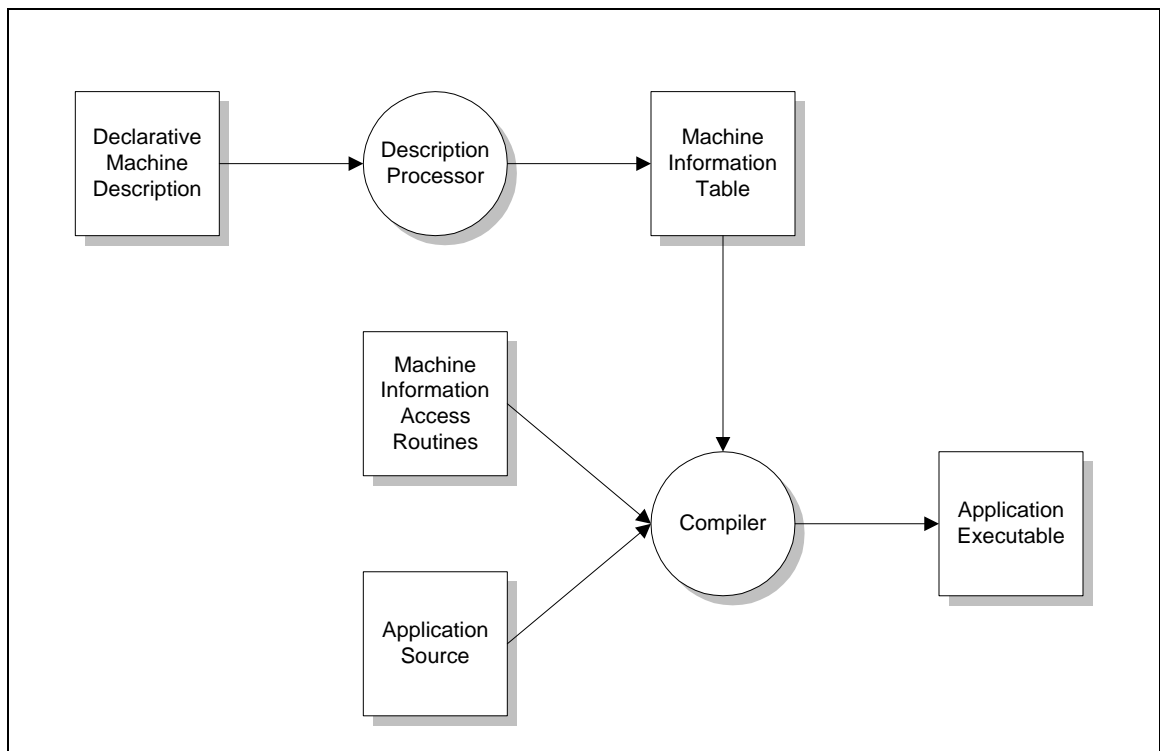 Declarative
Machine
Description
Description
Processor
Machine
Information
Table
Machine
Information
Access
Routines
Compiler
Application
Executable
Application
Source